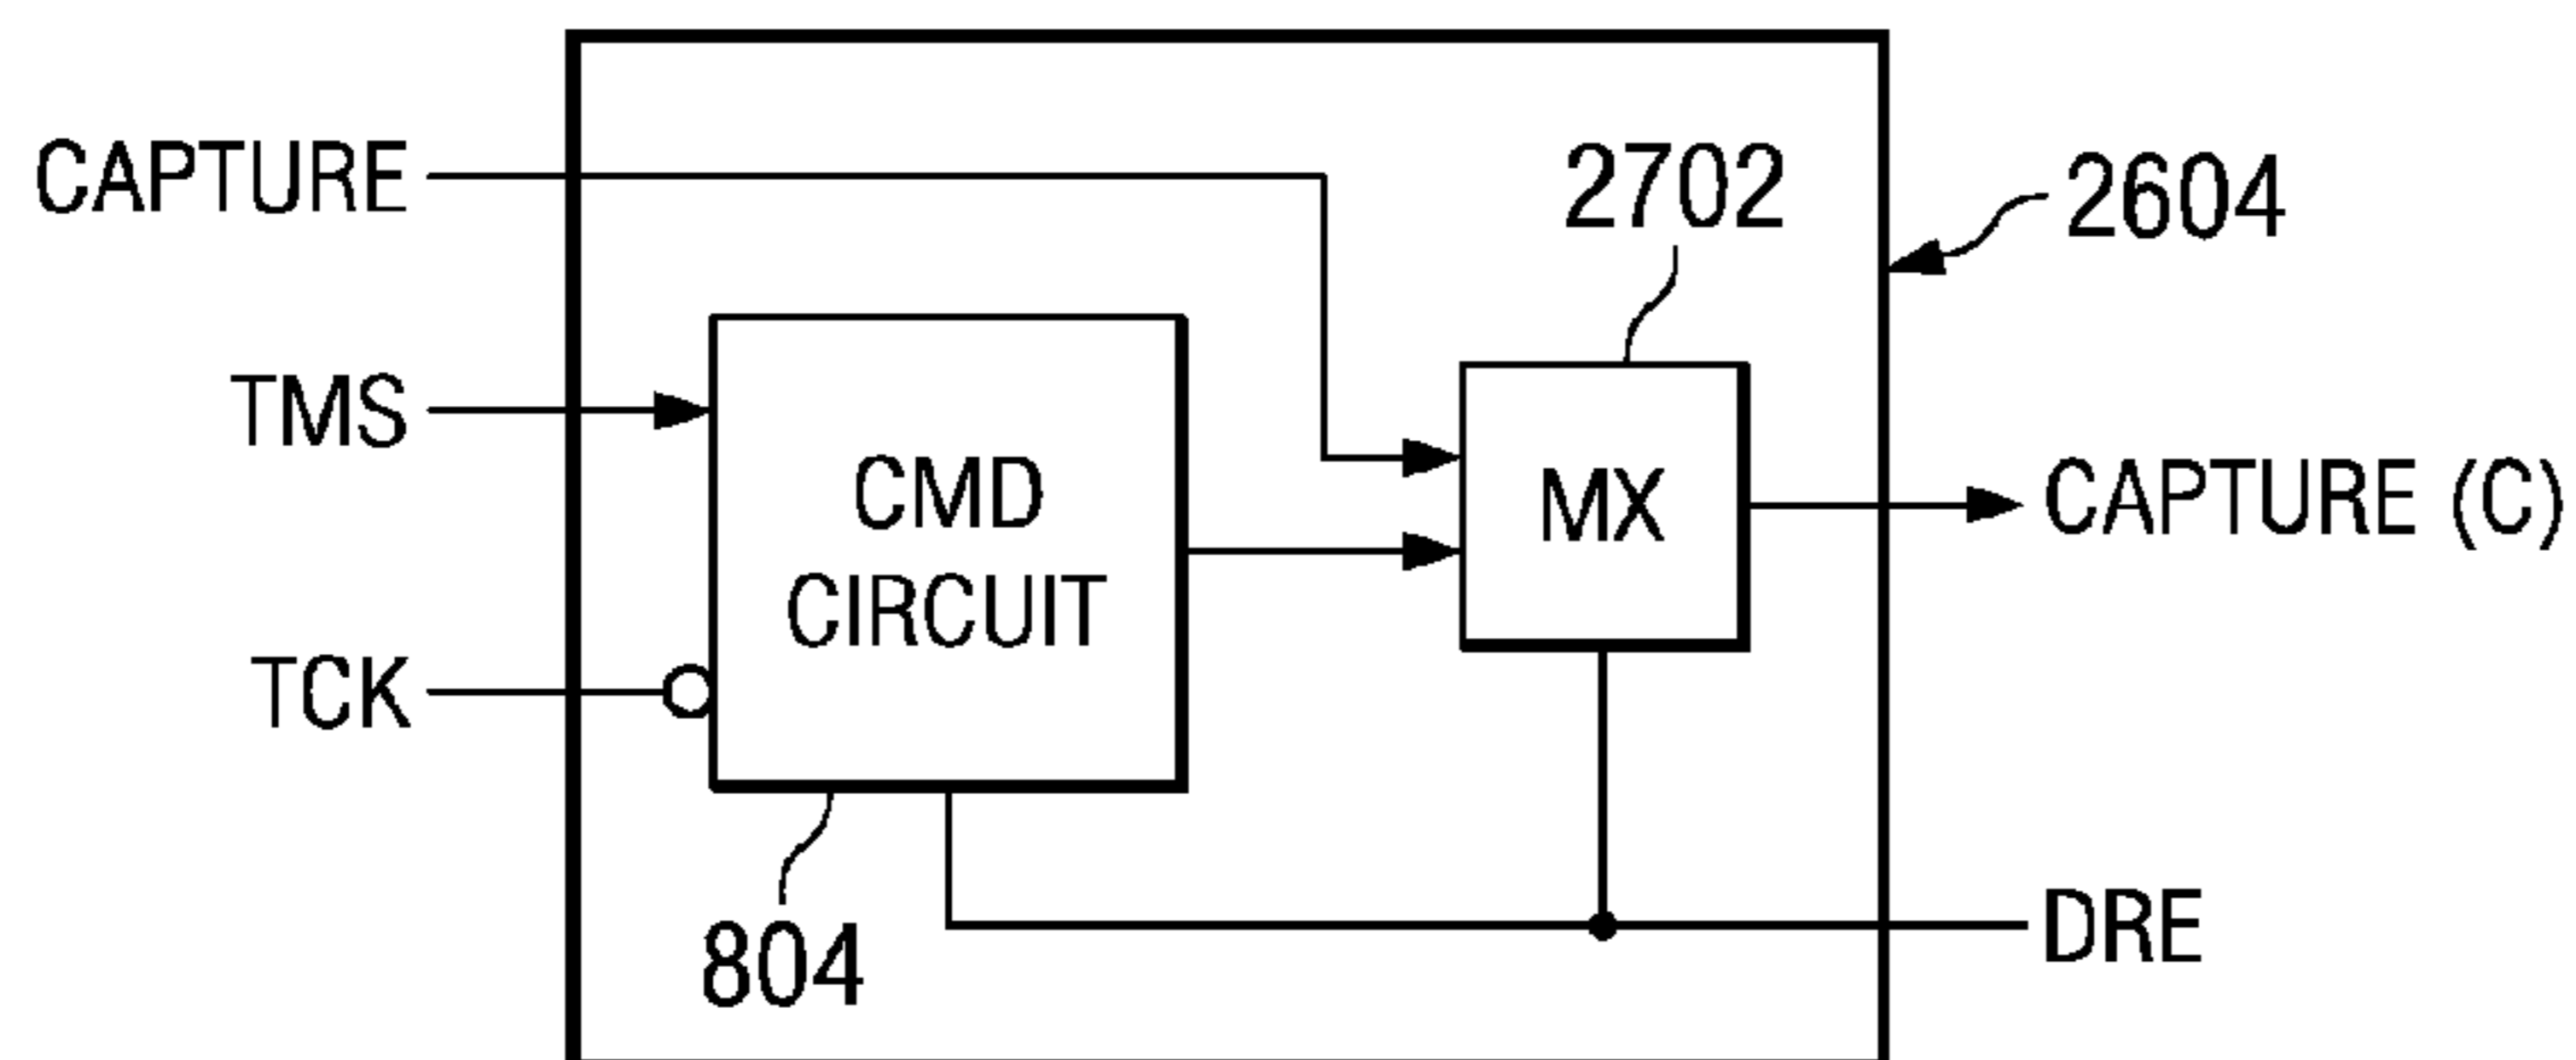 CAPTURE
2702
2604
TMS
CMD
CIRCUIT
MX
CAPTURE (C)
TCK
804
DRE